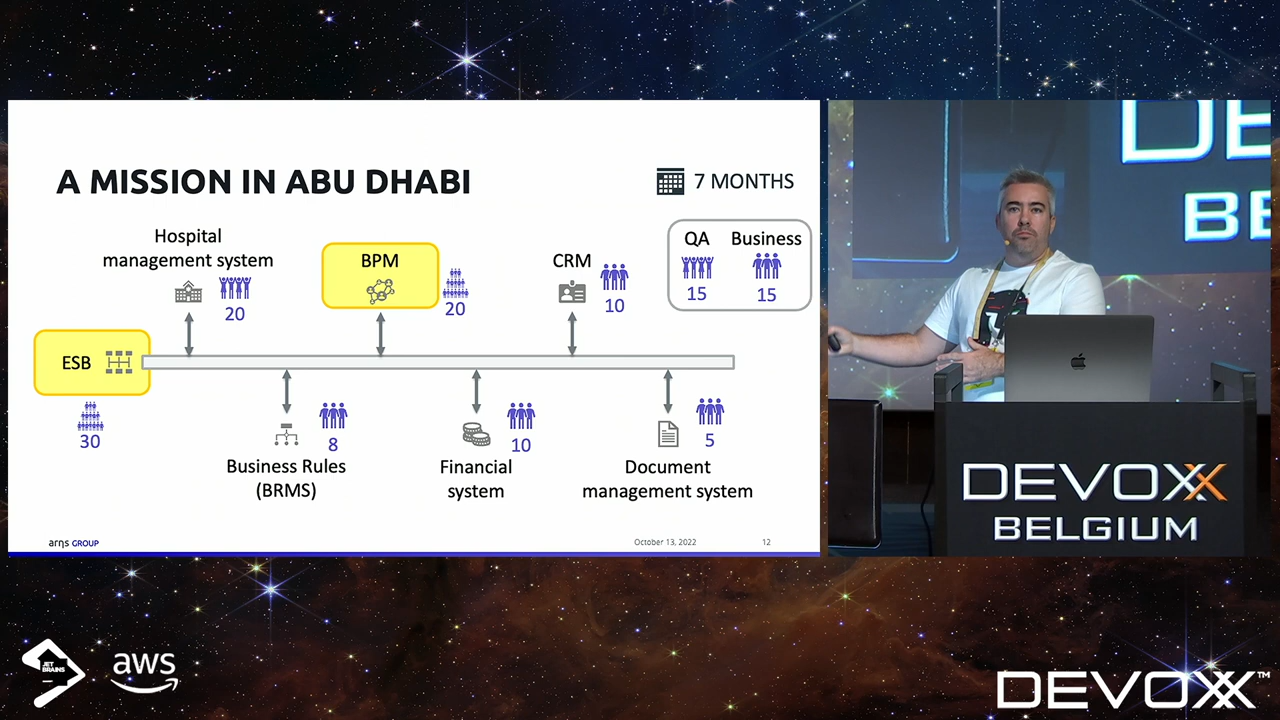 A MISSION IN ABU DHABI
7 MONTHS
Hospital
management system
20
BPM
20
CRM
10
QA
15
Business
15
ESB
30
8
Business Rules
(BRMS)
10
Financial
system
5
Document
management system
arηs GROUP
October 13, 2022
12
DE
BE
DEVOXX
BELGIUM
JET
BRAINS
aws
DEVOXX™